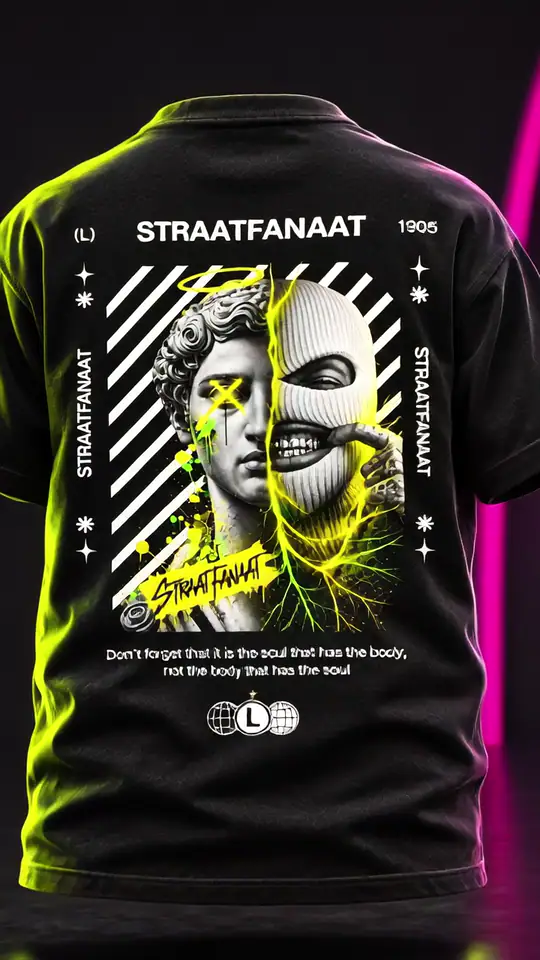 (L) STRAATFANAAT 1905
STRAATFANAAT
STRAATFANAAT
STRAATFANAAT
Don't forget that it is the soul that has the body,
not the body that has the soul
L